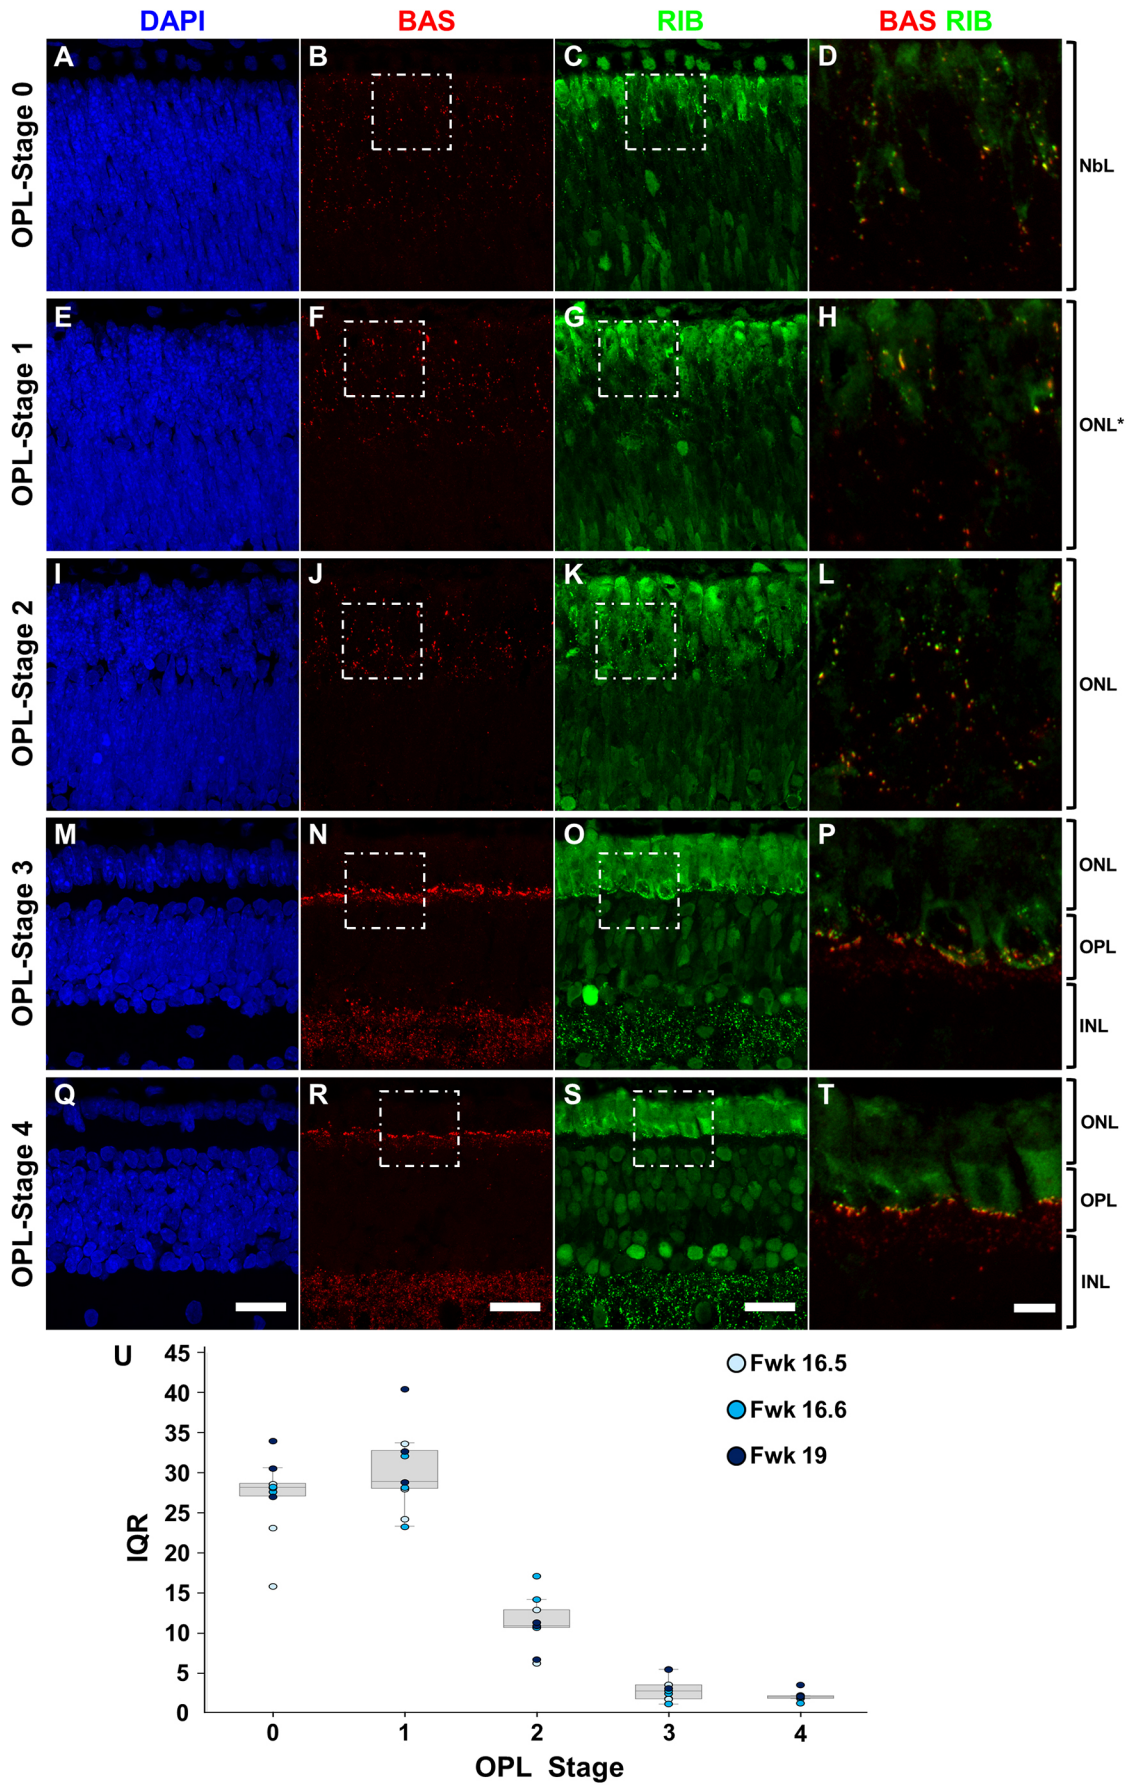 DAPI BAS RIB BAS RIB
OPL-Stage 0
A B C D
NbL
OPL-Stage 1
E F G H
ONL*
OPL-Stage 2
I J K L
ONL
OPL-Stage 3
M N O P
ONL
OPL
INL
OPL-Stage 4
Q R S T
ONL
OPL
INL
U
IQR
45
40
35
30
25
20
15
10
5
0
Fwk 16.5
Fwk 16.6
Fwk 19
0 1 2 3 4
OPL Stage